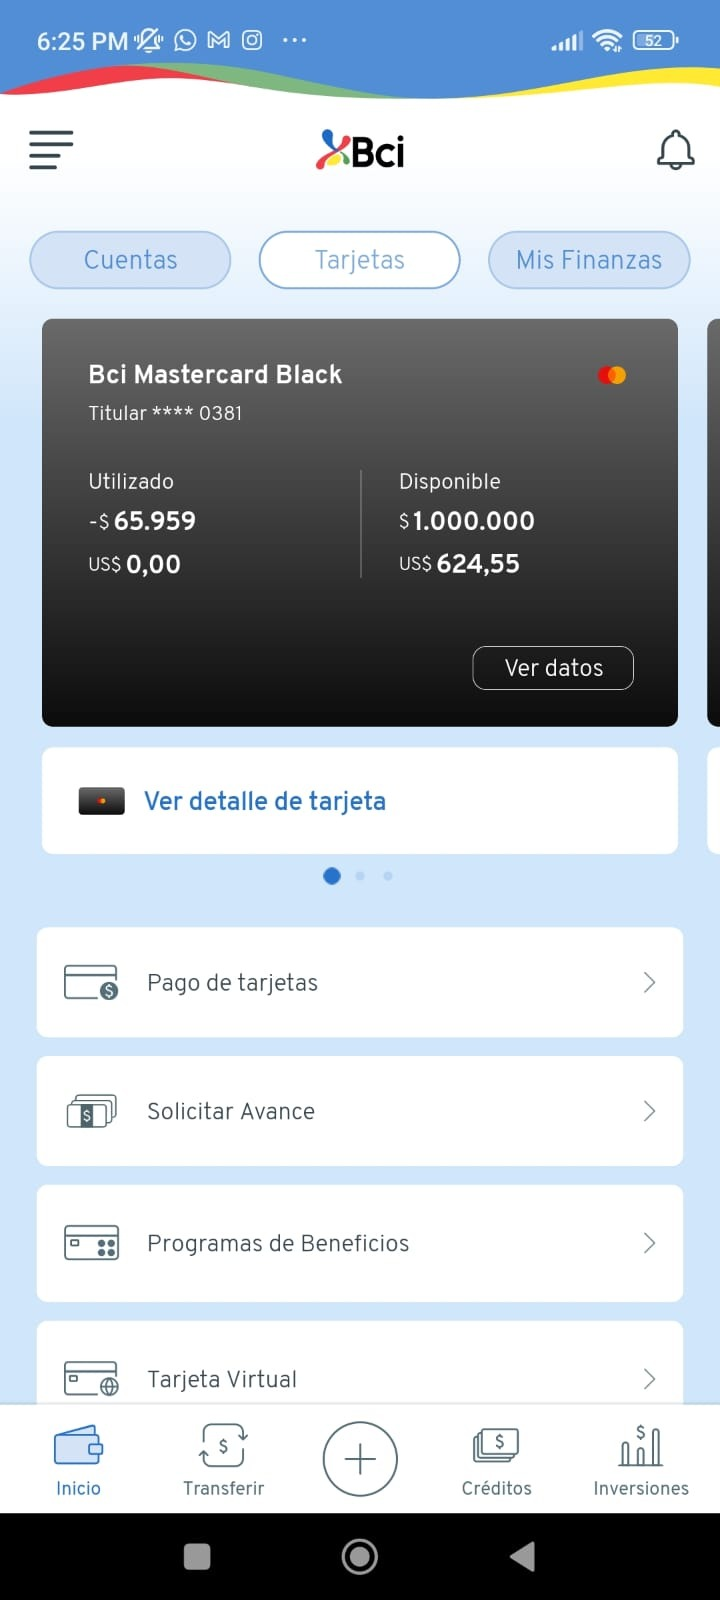 6:25 PM
52
Bci
Cuentas
Tarjetas
Mis Finanzas
Bci Mastercard Black
Titular **** 0381
Utilizado
Disponible
-$ 65.959
$ 1.000.000
US$ 0,00
US$ 624,55
Ver datos
Ver detalle de tarjeta
Pago de tarjetas
Solicitar Avance
Programas de Beneficios
Tarjeta Virtual
Inicio
Transferir
Créditos
Inversiones